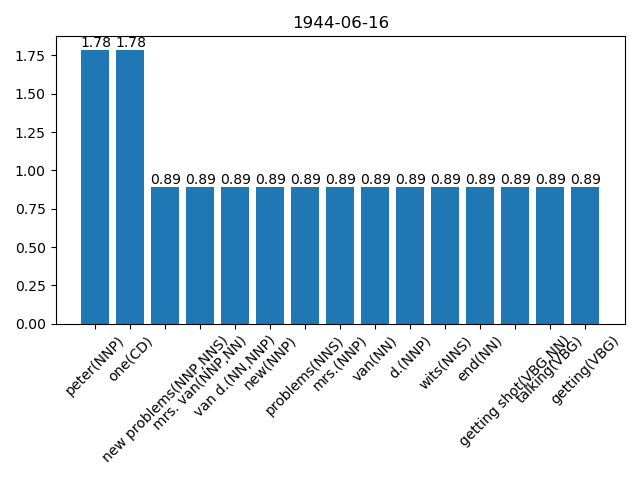 1944-06-16
1.78 1.78 0.89 0.89 0.89 0.89 0.89 0.89 0.89 0.89 0.89 0.89 0.89 0.89 0.89
1.75
1.50
1.25
1.00
0.75
0.50
0.25
0.00
peter(NNP)
one(CD)
new problems(NNP,NNS)
mrs. van(NNP,NN)
van d.(NN,NNP)
new(NNP)
problems(NNS)
mrs.(NNP)
van(NN)
d.(NNP)
wits(NNS)
end(NN)
getting shot(VBG,NN)
talking(VBG)
getting(VBG)